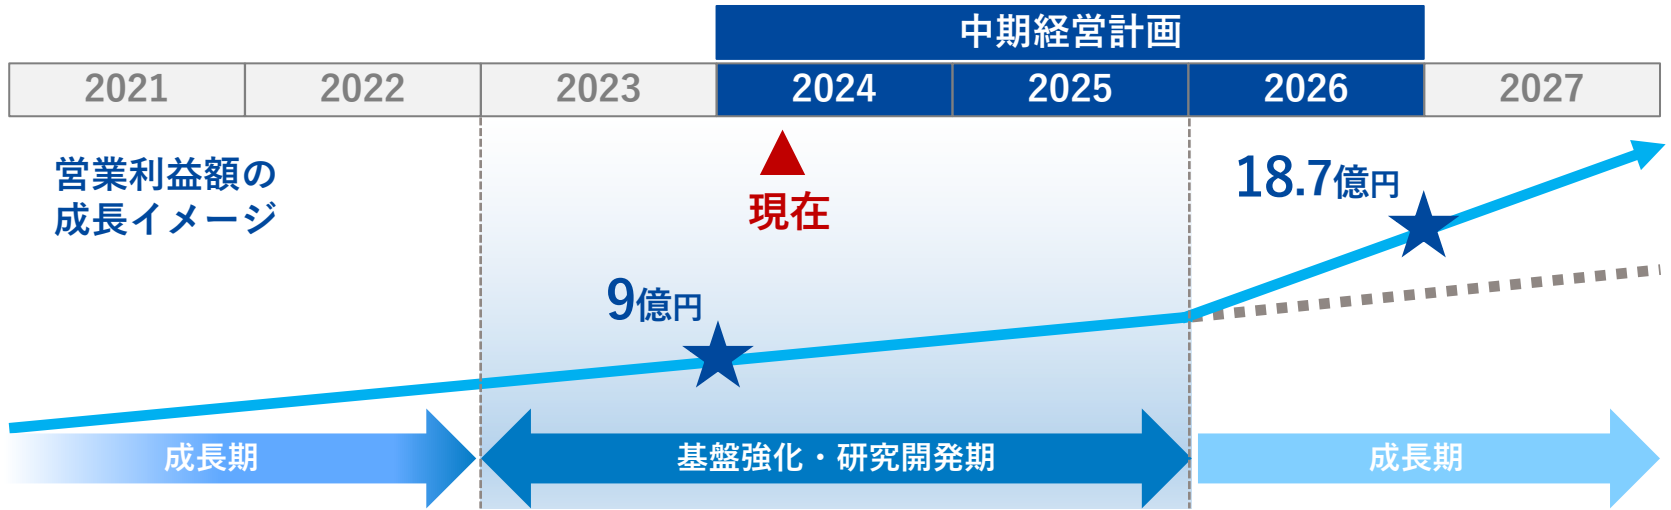 中期経営計画
2021 2022 2023 2024 2025 2026 2027
営業利益額の
成長イメージ
現在
18.7億円
9億円
成長期 基盤強化・研究開発期 成長期